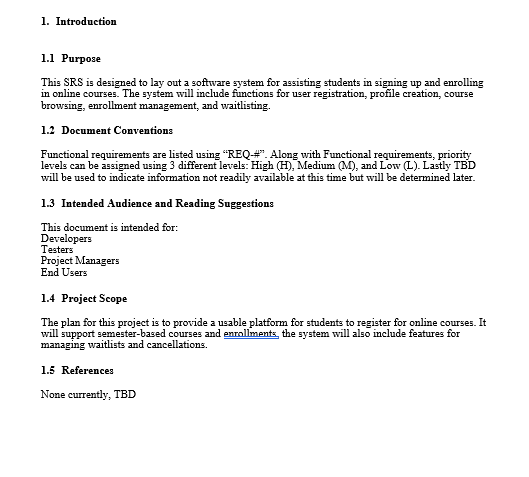 1. Introduction
1.1 Purpose
This SRS is designed to lay out a software system for assisting students in signing up and enrolling
in online courses. The system will include functions for user registration, profile creation, course
browsing, enrollment management, and waitlisting.
1.2 Document Conventions
Functional requirements are listed using “REQ-#”. Along with Functional requirements, priority
levels can be assigned using 3 different levels: High (H), Medium (M), and Low (L). Lastly TBD
will be used to indicate information not readily available at this time but will be determined later.
1.3 Intended Audience and Reading Suggestions
This document is intended for:
Developers
Testers
Project Managers
End Users
1.4 Project Scope
The plan for this project is to provide a usable platform for students to register for online courses. It
will support semester-based courses and enrollments, the system will also include features for
managing waitlists and cancellations.
1.5 References
None currently, TBD